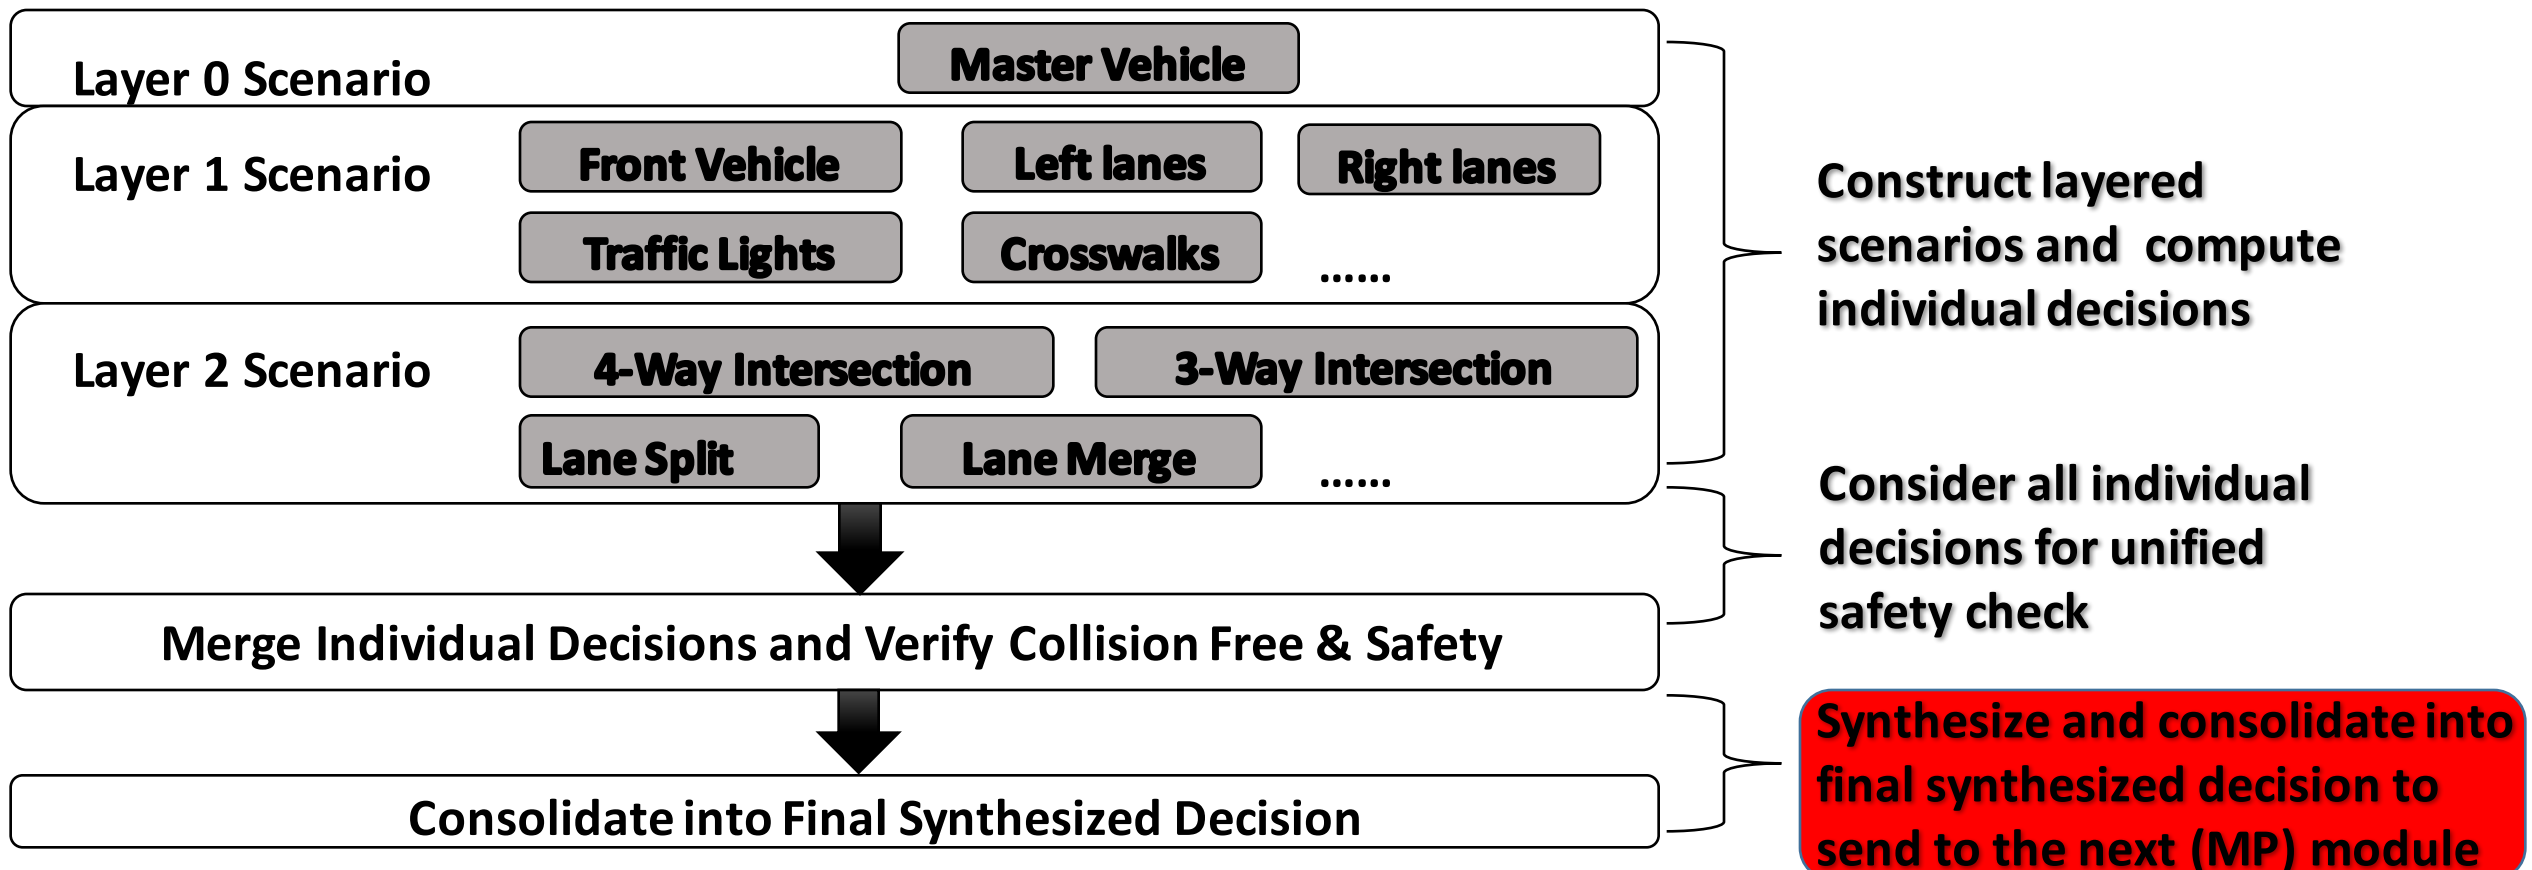 Layer 0 Scenario
Master Vehicle
Layer 1 Scenario
Front Vehicle
Left lanes
Right lanes
Traffic Lights
Crosswalks
......
Layer 2 Scenario
4-Way Intersection
3-Way Intersection
Lane Split
Lane Merge
......
Merge Individual Decisions and Verify Collision Free & Safety
Consolidate into Final Synthesized Decision
Construct layered
scenarios and compute
individual decisions
Consider all individual
decisions for unified
safety check
Synthesize and consolidate into
final synthesized decision to
send to the next (MP) module